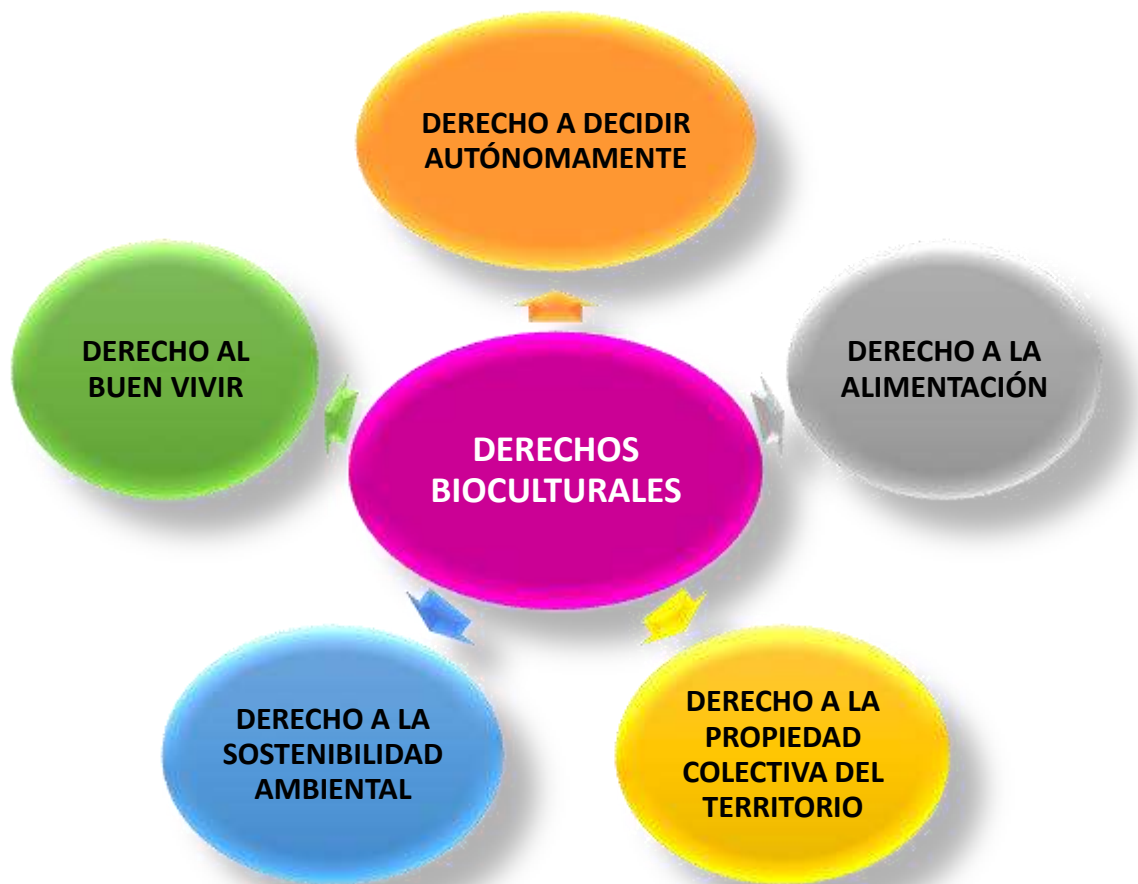 DERECHO A DECIDIR
AUTÓNOMAMENTE
DERECHO AL
BUEN VIVIR
DERECHO A LA
ALIMENTACIÓN
DERECHOS
BIOCULTURALES
DERECHO A LA
SOSTENIBILIDAD
AMBIENTAL
DERECHO A LA
PROPIEDAD
COLECTIVA DEL
TERRITORIO